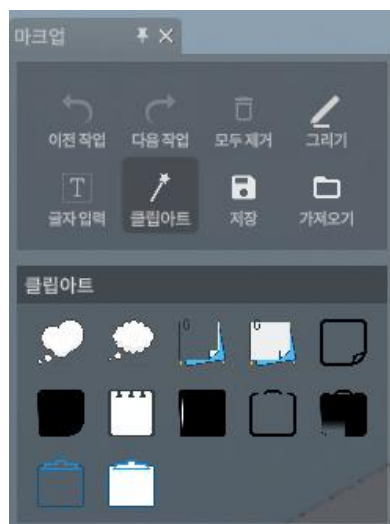 마크업
이전 작업 다음 작업 모두 제거 그리기
글자 입력 클립아트 저장 가져오기
클립아트